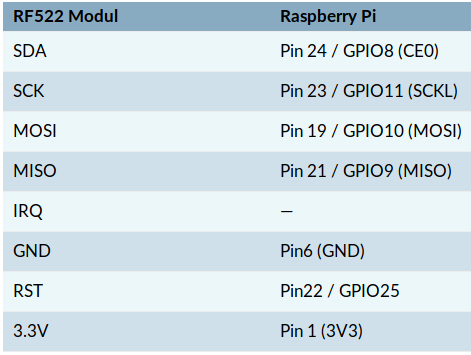 RF522 Modul Raspberry Pi
SDA Pin 24 / GPIO8 (CE0)
SCK Pin 23 / GPIO11 (SCKL)
MOSI Pin 19 / GPIO10 (MOSI)
MISO Pin 21 / GPIO9 (MISO)
IRQ —
GND Pin6 (GND)
RST Pin22 / GPIO25
3.3V Pin 1 (3V3)